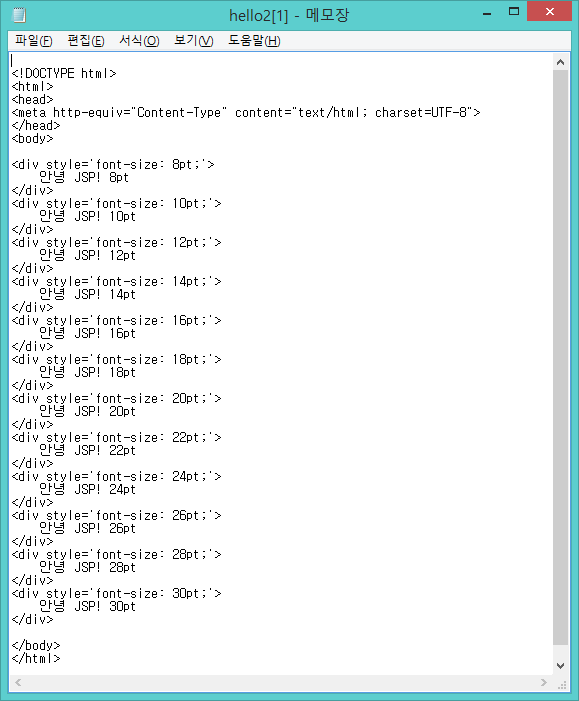 hello2[1] - 메모장
파일(F) 편집(E) 서식(O) 보기(V) 도움말(H)
<!DOCTYPE html>
<html>
<head>
<meta http-equiv="Content-Type" content="text/html; charset=UTF-8">
</head>
<body>
<div style='font-size: 8pt;'>
안녕 JSP! 8pt
</div>
<div style='font-size: 10pt;'>
안녕 JSP! 10pt
</div>
<div style='font-size: 12pt;'>
안녕 JSP! 12pt
</div>
<div style='font-size: 14pt;'>
안녕 JSP! 14pt
</div>
<div style='font-size: 16pt;'>
안녕 JSP! 16pt
</div>
<div style='font-size: 18pt;'>
안녕 JSP! 18pt
</div>
<div style='font-size: 20pt;'>
안녕 JSP! 20pt
</div>
<div style='font-size: 22pt;'>
안녕 JSP! 22pt
</div>
<div style='font-size: 24pt;'>
안녕 JSP! 24pt
</div>
<div style='font-size: 26pt;'>
안녕 JSP! 26pt
</div>
<div style='font-size: 28pt;'>
안녕 JSP! 28pt
</div>
<div style='font-size: 30pt;'>
안녕 JSP! 30pt
</div>
</body>
</html>